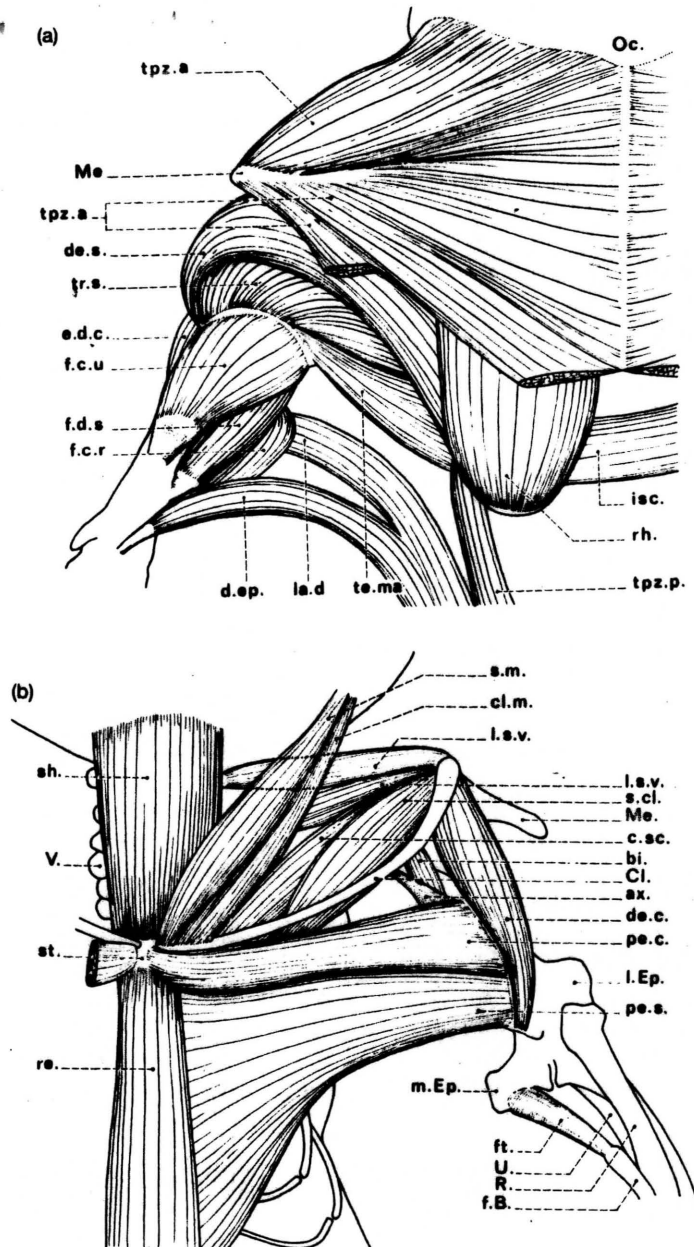 (a)
Oc.
tpz.a
Me
tpz.a
de.s.
tr.s.
e.d.c.
f.c.u
f.d.s
f.c.r
isc.
rh.
tpz.p.
d.ep.
la.d
te.ma
(b)
s.m.
cl.m.
l.s.v.
sh.
l.s.v.
s.cl.
Me.
c.sc.
V.
bi.
Cl.
ax.
de.c.
st.
pe.c.
l.Ep.
pe.s.
re.
m.Ep.
ft.
U.
R.
f.B.